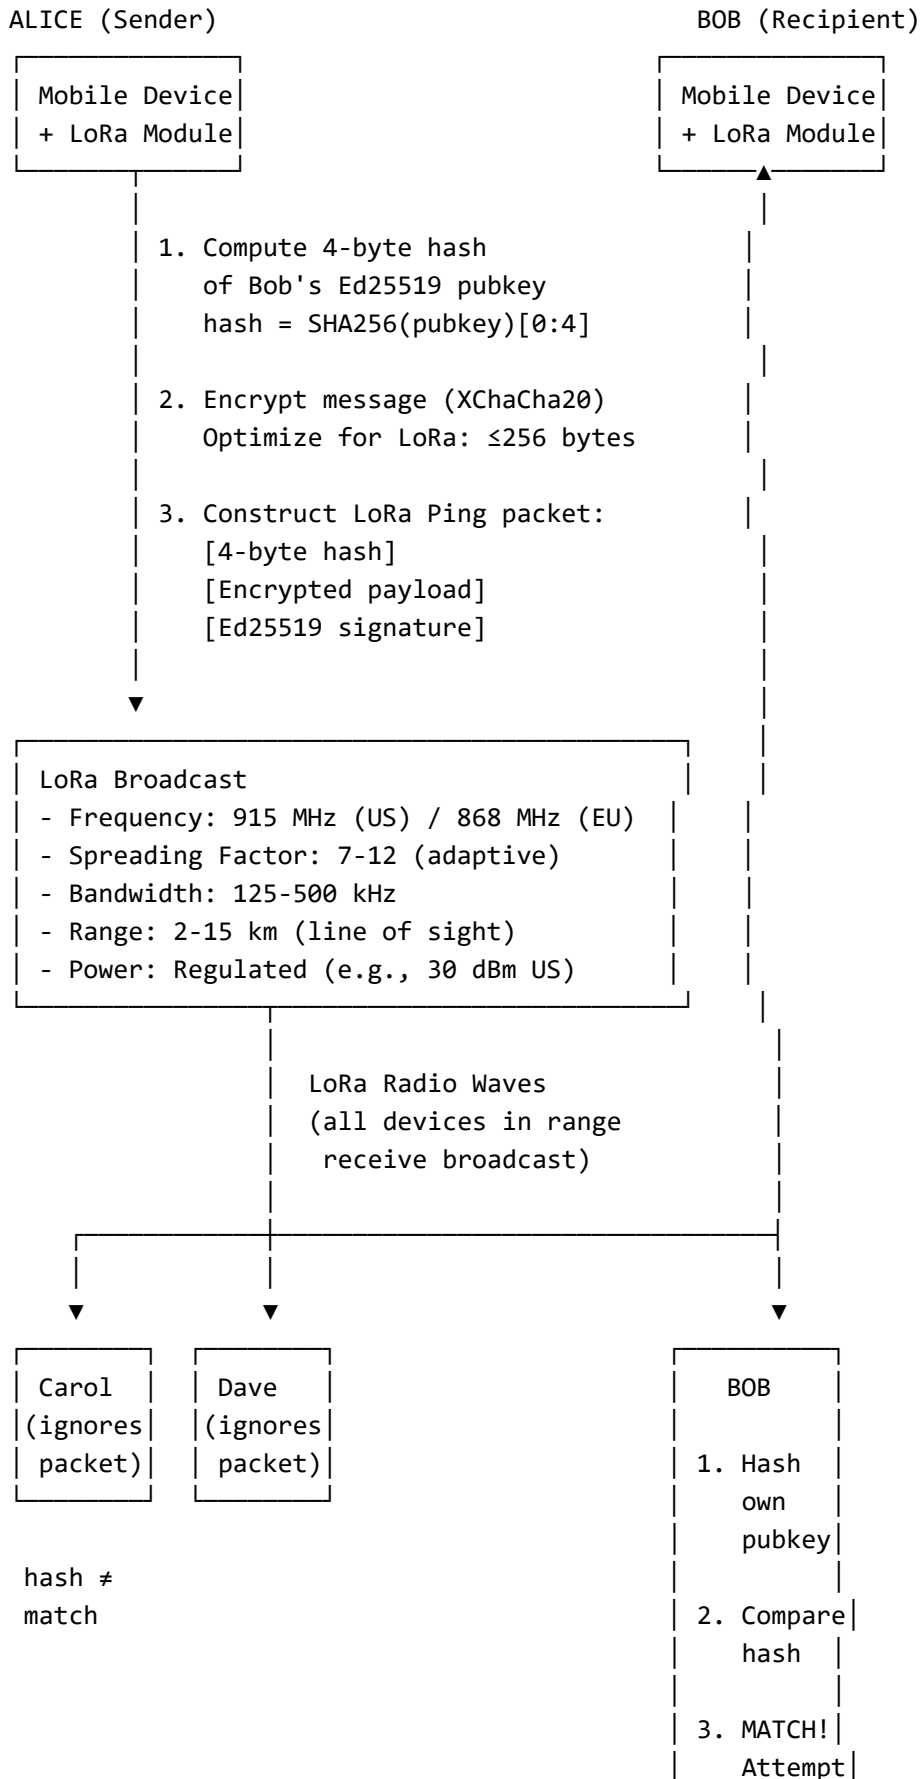 ALICE (Sender) BOB (Recipient)
Mobile Device Mobile Device
+ LoRa Module + LoRa Module
1. Compute 4-byte hash
of Bob's Ed25519 pubkey
hash = SHA256(pubkey)[0:4]
2. Encrypt message (XChaCha20)
Optimize for LoRa: ≤256 bytes
3. Construct LoRa Ping packet:
[4-byte hash]
[Encrypted payload]
[Ed25519 signature]
LoRa Broadcast
- Frequency: 915 MHz (US) / 868 MHz (EU)
- Spreading Factor: 7-12 (adaptive)
- Bandwidth: 125-500 kHz
- Range: 2-15 km (line of sight)
- Power: Regulated (e.g., 30 dBm US)
LoRa Radio Waves
(all devices in range
receive broadcast)
Carol
(ignores
packet)
Dave
(ignores
packet)
hash ≠
match
BOB
1. Hash
own
pubkey
2. Compare
hash
3. MATCH!
Attempt